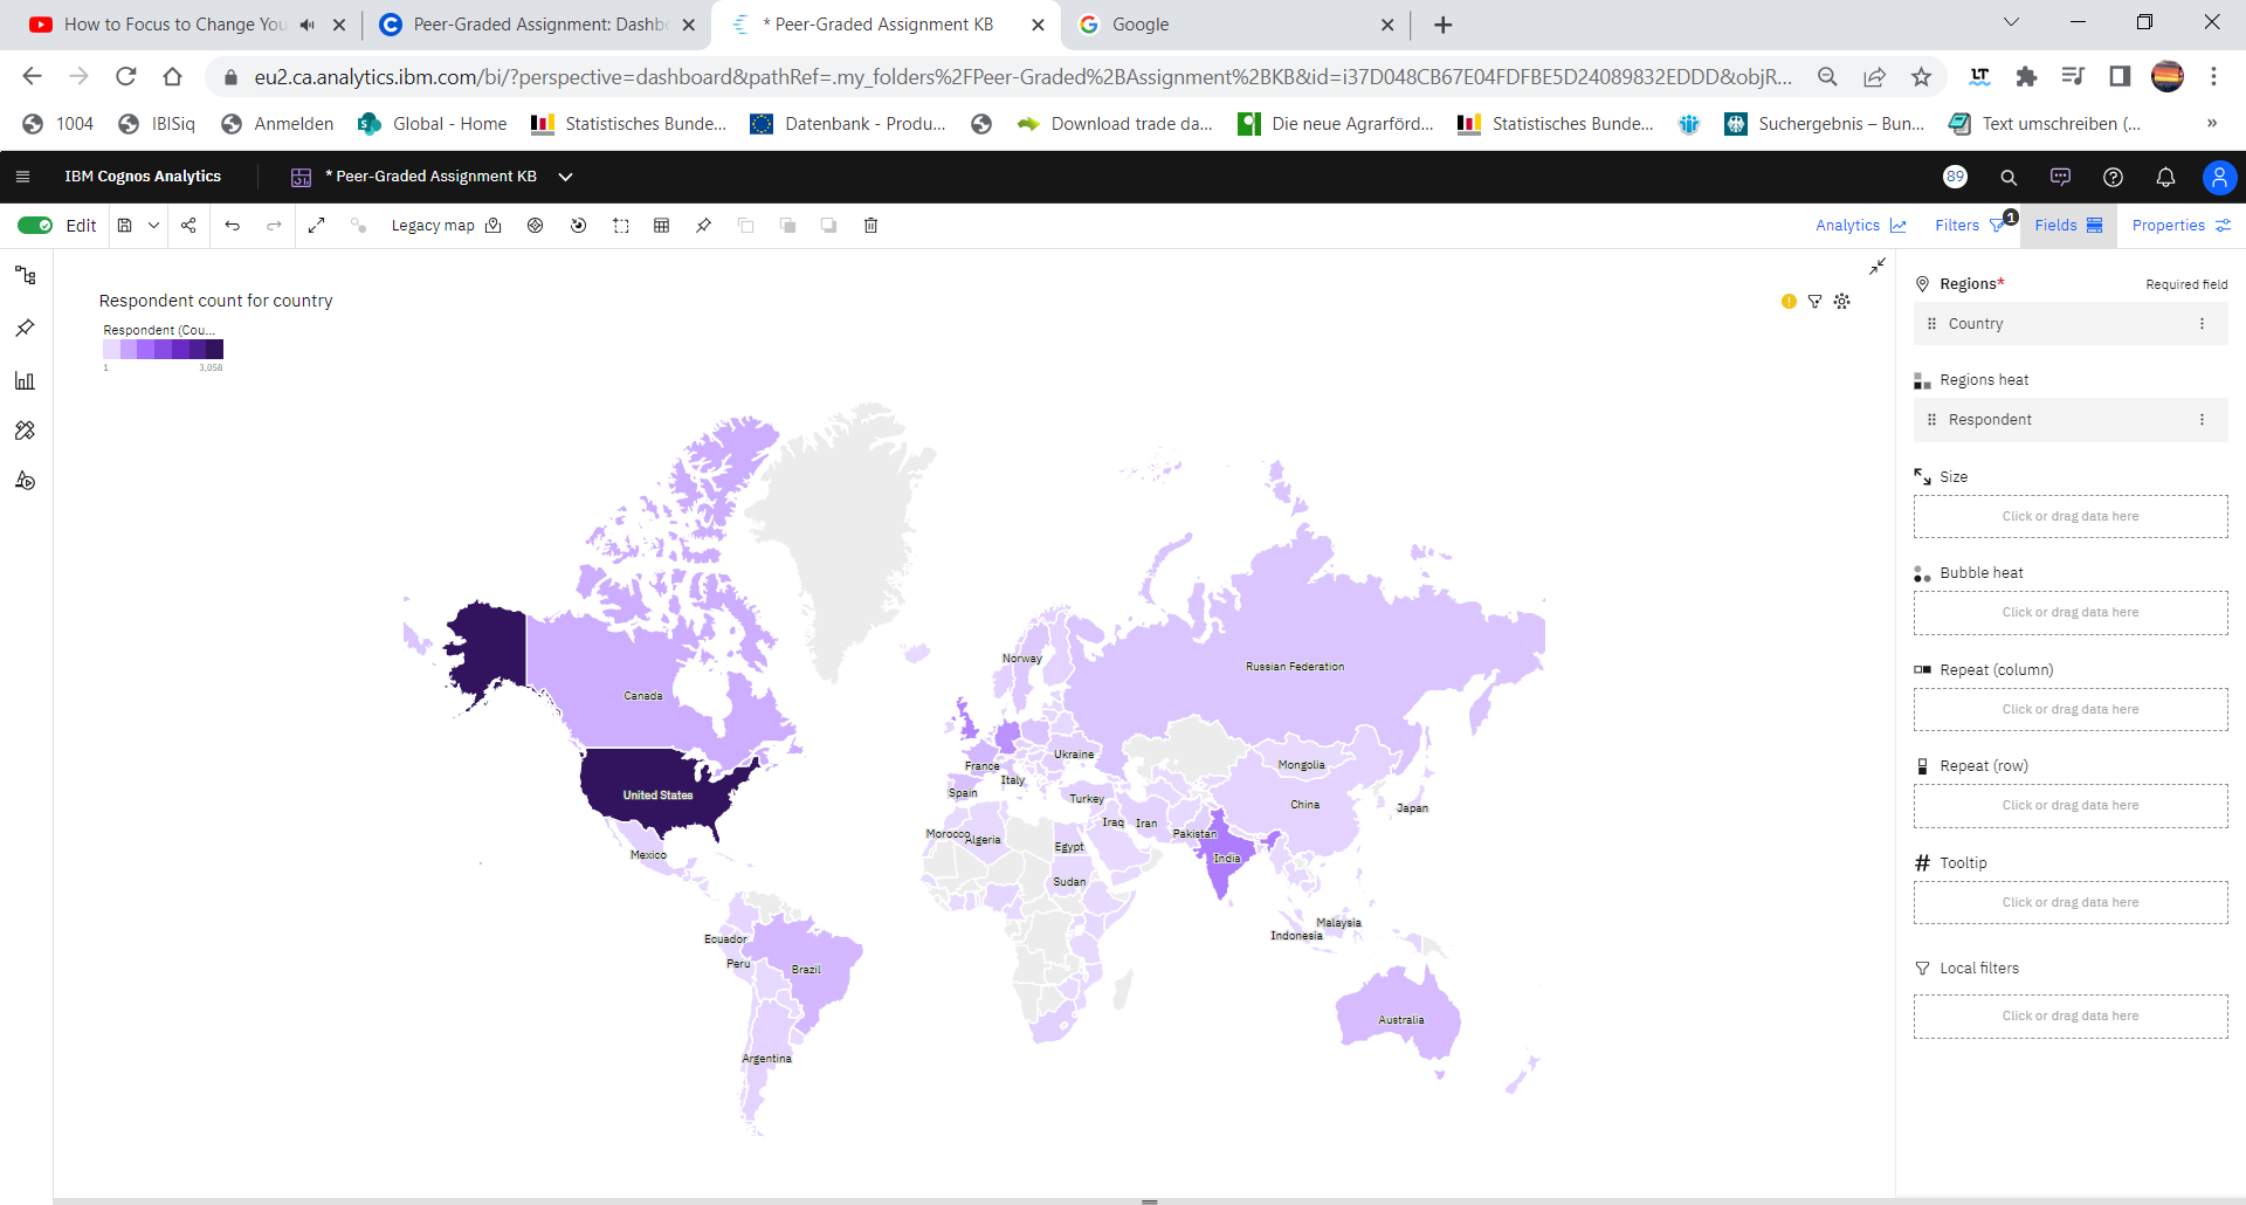 How to Focus to Change You
Peer-Graded Assignment: Dashb
* Peer-Graded Assignment KB
Google
eu2.ca.analytics.ibm.com/bi/?perspective=dashboard&pathRef=.my_folders%2FPeer-Graded%2BAssignment%2BKB&id=i37D048CB67E04FDFBE5D24089832EDDD&objR...
LT
1004
IBISiq
Anmelden
Global - Home
Statistisches Bunde...
Datenbank - Produ...
Download trade da...
Die neue Agrarförd...
Statistisches Bunde...
Suchergebnis – Bun...
Text umschreiben (...
»
IBM Cognos Analytics
* Peer-Graded Assignment KB
89
Edit
Legacy map
Analytics
Filters
1
Fields
Properties
Respondent count for country
Respondent (Cou...
1
3,058
Norway
Russian Federation
Canada
Ukraine
France
Mongolia
Italy
Spain
United States
Turkey
China
Japan
Iraq
Iran
Morocco
Algeria
Pakistan
Egypt
Mexico
India
Sudan
Malaysia
Indonesia
Ecuador
Peru
Brazil
Australia
Argentina
Regions*
Required field
Country
Regions heat
Respondent
Size
Click or drag data here
Bubble heat
Click or drag data here
Repeat (column)
Click or drag data here
Repeat (row)
Click or drag data here
Tooltip
Click or drag data here
Local filters
Click or drag data here